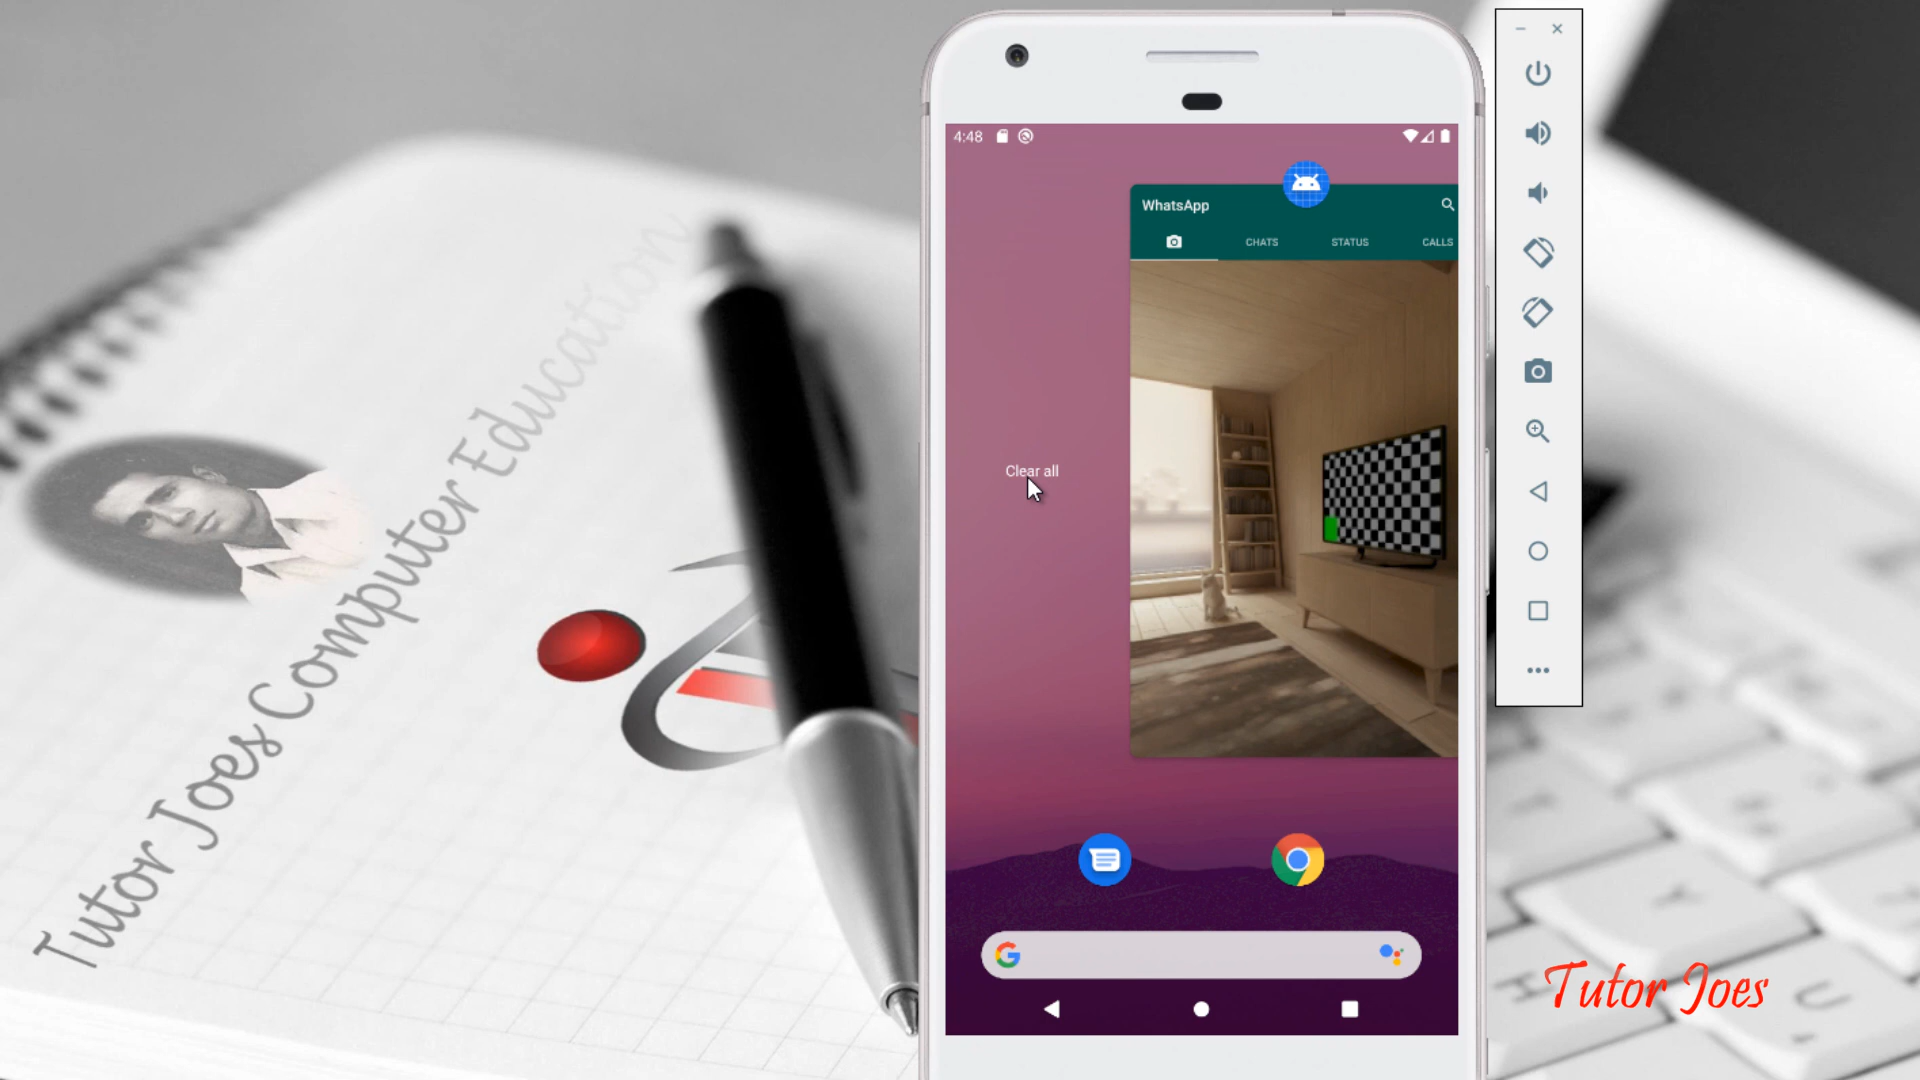 Tutor Joes Computer Education
4:48
WhatsApp
CHATS STATUS CALLS
Clear all
Tutor Joes
Y
H
U